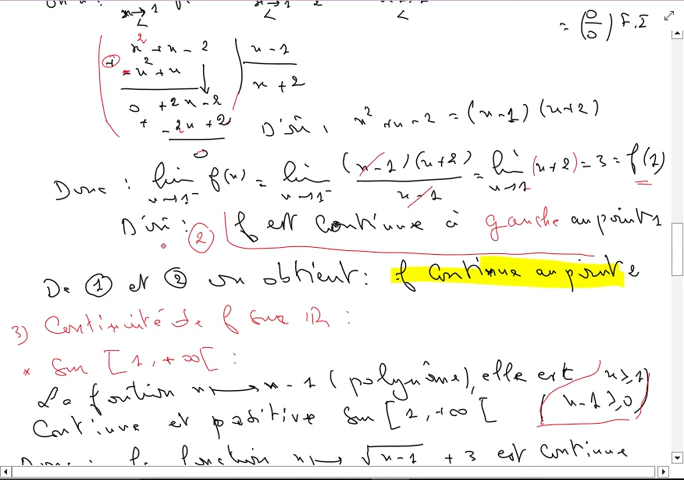 x→1
<
x→1
<
<
= (0/0) F.I
x² + x - 2 | x - 1
- x² + x | x + 2
0 + 2x - 2
+ - 2x + 2
0
D'où : x² + x - 2 = (x-1)(x+2)
Donc : lim f(x) = lim (x-1)(x+2)/x-1 = lim (x+2) = 3 = f(1)
x→1⁻ x→1⁻ x→1
D'où : ② f est continue à gauche au point 1
De ① et ② on obtient : f continue au point
3) Continuité de f sur IR :
* Sur [1, +∞[ :
La fontion x ↦ x-1 (polynôme), elle est
Continue et positive sur [1, +∞[ ( x ≥ 1
x-1 ≥ 0 )
la fonction x ↦ √x-1 + 3 est continue